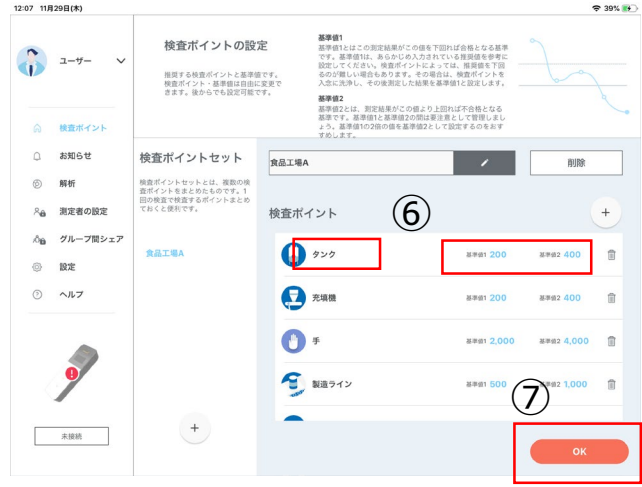 12:07 11月29日(木)
39%
ユーザー
検査ポイント
お知らせ
解析
測定者の設定
グループ間シェア
設定
ヘルプ
未接続
検査ポイントの設定
推奨する検査ポイントと基準値です。
検査ポイント・基準値は自由に変更で
きます。後からでも設定可能です。
基準値1
基準値1とはこの測定結果がこの値を下回れば合格となる基準
です。基準値1は、あらかじめ入力されている推奨値を参考に
設定してください。検査ポイントによっては、推奨値を下回
るのが難しい場合もあります。その場合は、検査ポイントを
入念に洗浄し、その後測定した結果を基準値1と設定します。
基準値2
基準値2とは、測定結果がこの値より上回れば不合格となる
基準です。基準値1と基準値2の間は要注意として管理しまし
ょう。基準値1の2倍の値を基準値2として設定するのをおす
すめします。
検査ポイントセット
検査ポイントセットとは、複数の検
査ポイントをまとめたものです。1
回の検査で検査するポイントまとめ
ておくと便利です。
食品工場A
+
食品工場A
削除
検査ポイント
⑥
+
タンク 基準値1 200 基準値2 400
充填機 基準値1 200 基準値2 400
手 基準値1 2,000 基準値2 4,000
製造ライン 基準値1 500 基準値2 1,000
⑦
OK